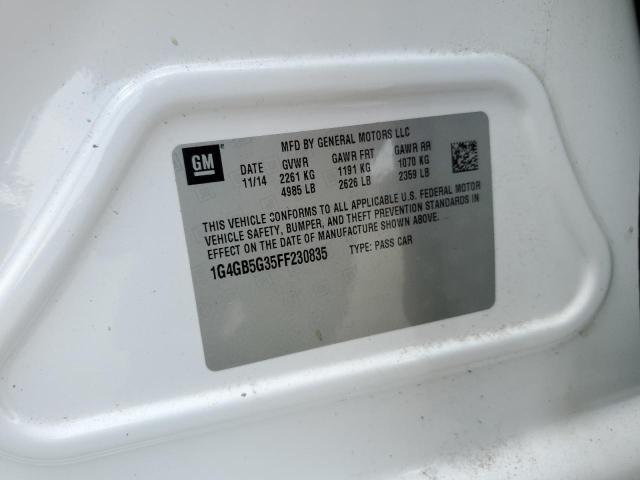 MFD BY GENERAL MOTORS LLC
GM
DATE GVWR GAWR FRT GAWR RR
11/14 2261 KG 1191 KG 1070 KG
4985 LB 2626 LB 2359 LB
THIS VEHICLE CONFORMS TO ALL APPLICABLE U.S. FEDERAL MOTOR
VEHICLE SAFETY, BUMPER, AND THEFT PREVENTION STANDARDS IN
EFFECT ON THE DATE OF MANUFACTURE SHOWN ABOVE.
1G4GB5G35FF230835 TYPE: PASS CAR